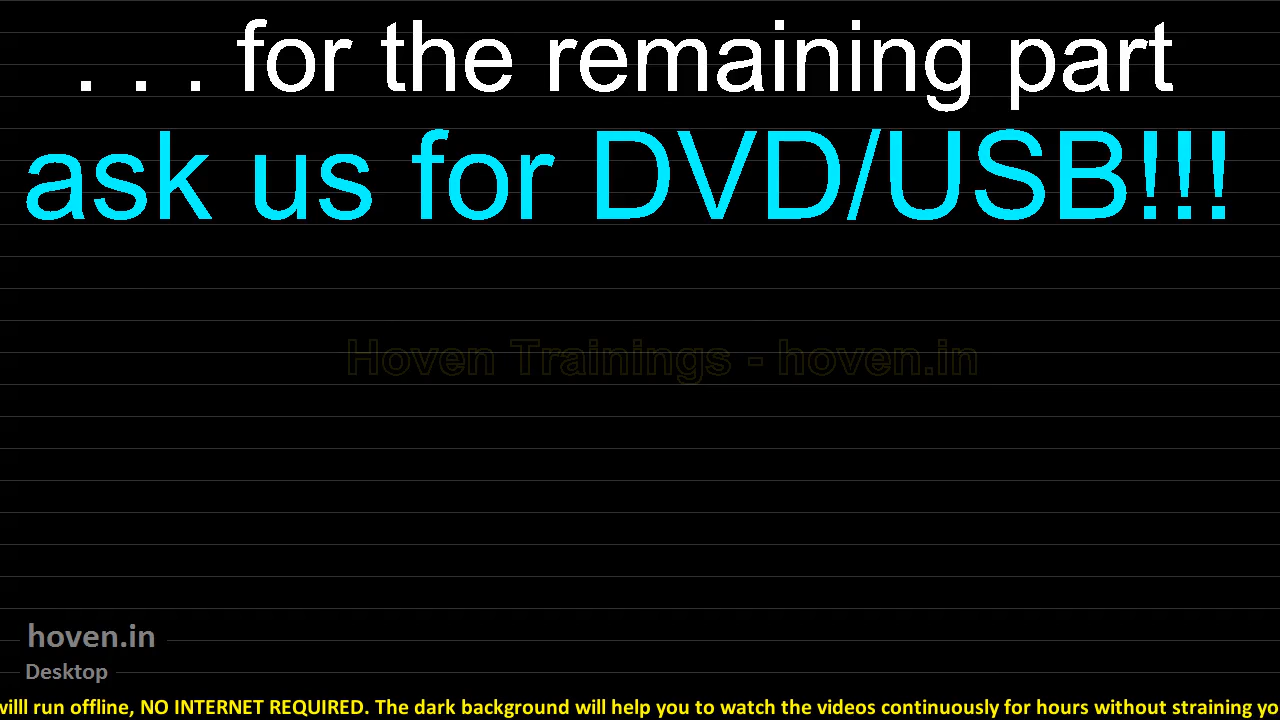 . . . for the remaining part
ask us for DVD/USB!!!
Hoven Trainings - hoven.in
hoven.in
Desktop
willl run offline, NO INTERNET REQUIRED. The dark background will help you to watch the videos continuously for hours without straining yo